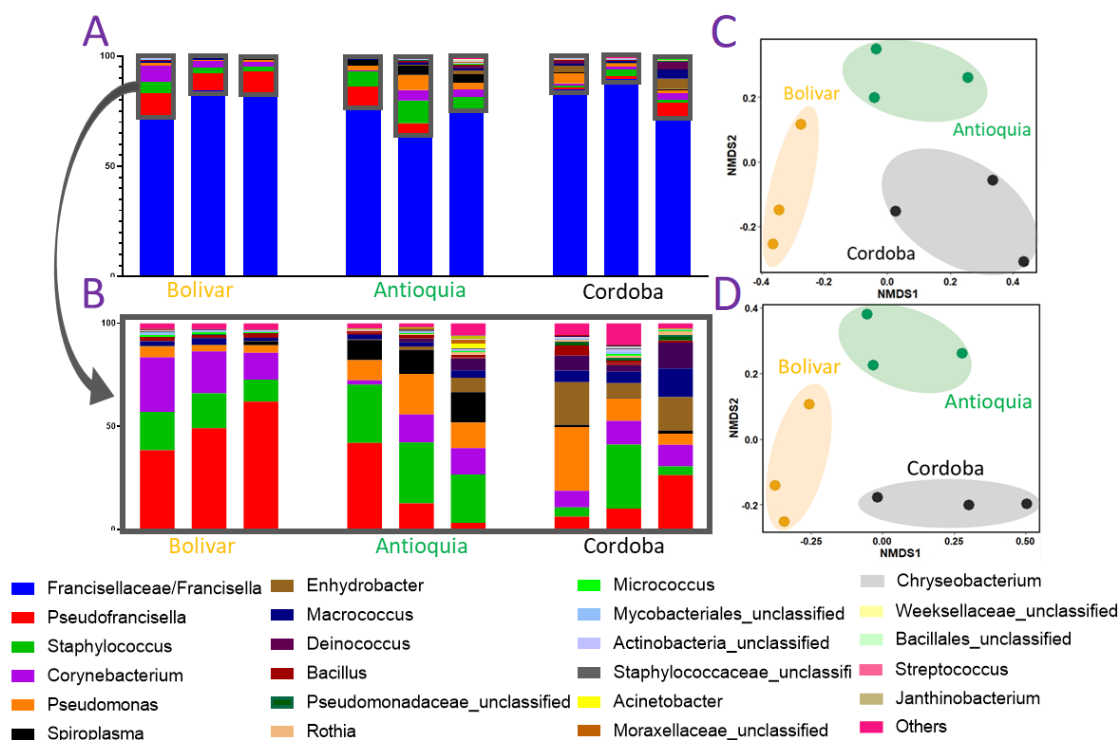 A
C
100
50
0
Bolivar
Antioquia
Cordoba
Bolivar
Antioquia
Cordoba
NMDS2
0.2
0.0
-0.2
-0.4
-0.2
0.0
0.2
0.4
NMDS1
B
D
100
50
0
Bolivar
Antioquia
Cordoba
Bolivar
Antioquia
Cordoba
NMDS2
0.4
0.2
0.0
-0.2
-0.25
0.00
0.25
0.50
NMDS1
Francisellaceae/Francisella
Pseudofrancisella
Staphylococcus
Corynebacterium
Pseudomonas
Spiroplasma
Enhydrobacter
Macrococcus
Deinococcus
Bacillus
Pseudomonadaceae_unclassified
Rothia
Micrococcus
Mycobacteriales_unclassified
Actinobacteria_unclassified
Staphylococcaceae_unclassifi
Acinetobacter
Moraxellaceae_unclassified
Chryseobacterium
Weeksellaceae_unclassified
Bacillales_unclassified
Streptococcus
Janthinobacterium
Others